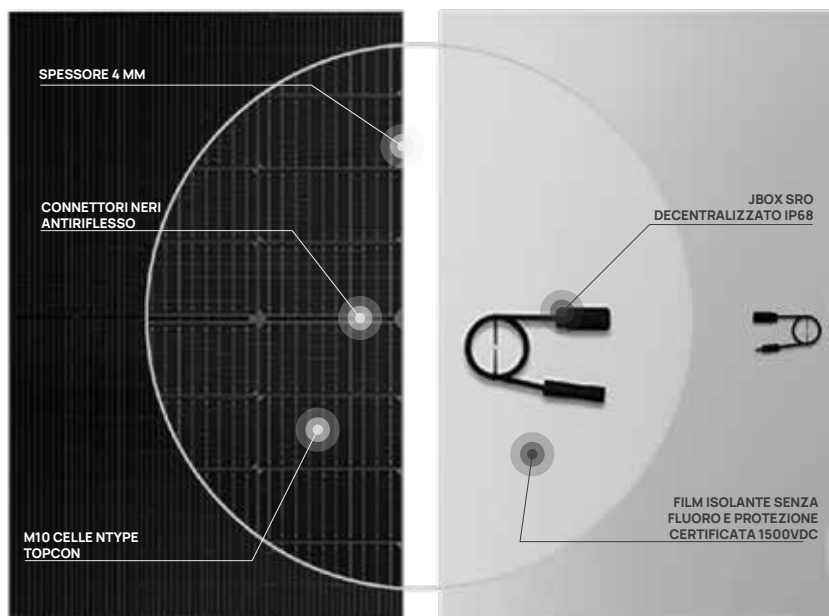 SPESSORE 4 MM
CONNETTORI NERI
ANTIRIFLESSO
M10 CELLE NTYPE
TOPCON
JBOX SRO
DECENTRALIZZATO IP68
FILM ISOLANTE SENZA
FLUORO E PROTEZIONE
CERTIFICATA 1500VDC